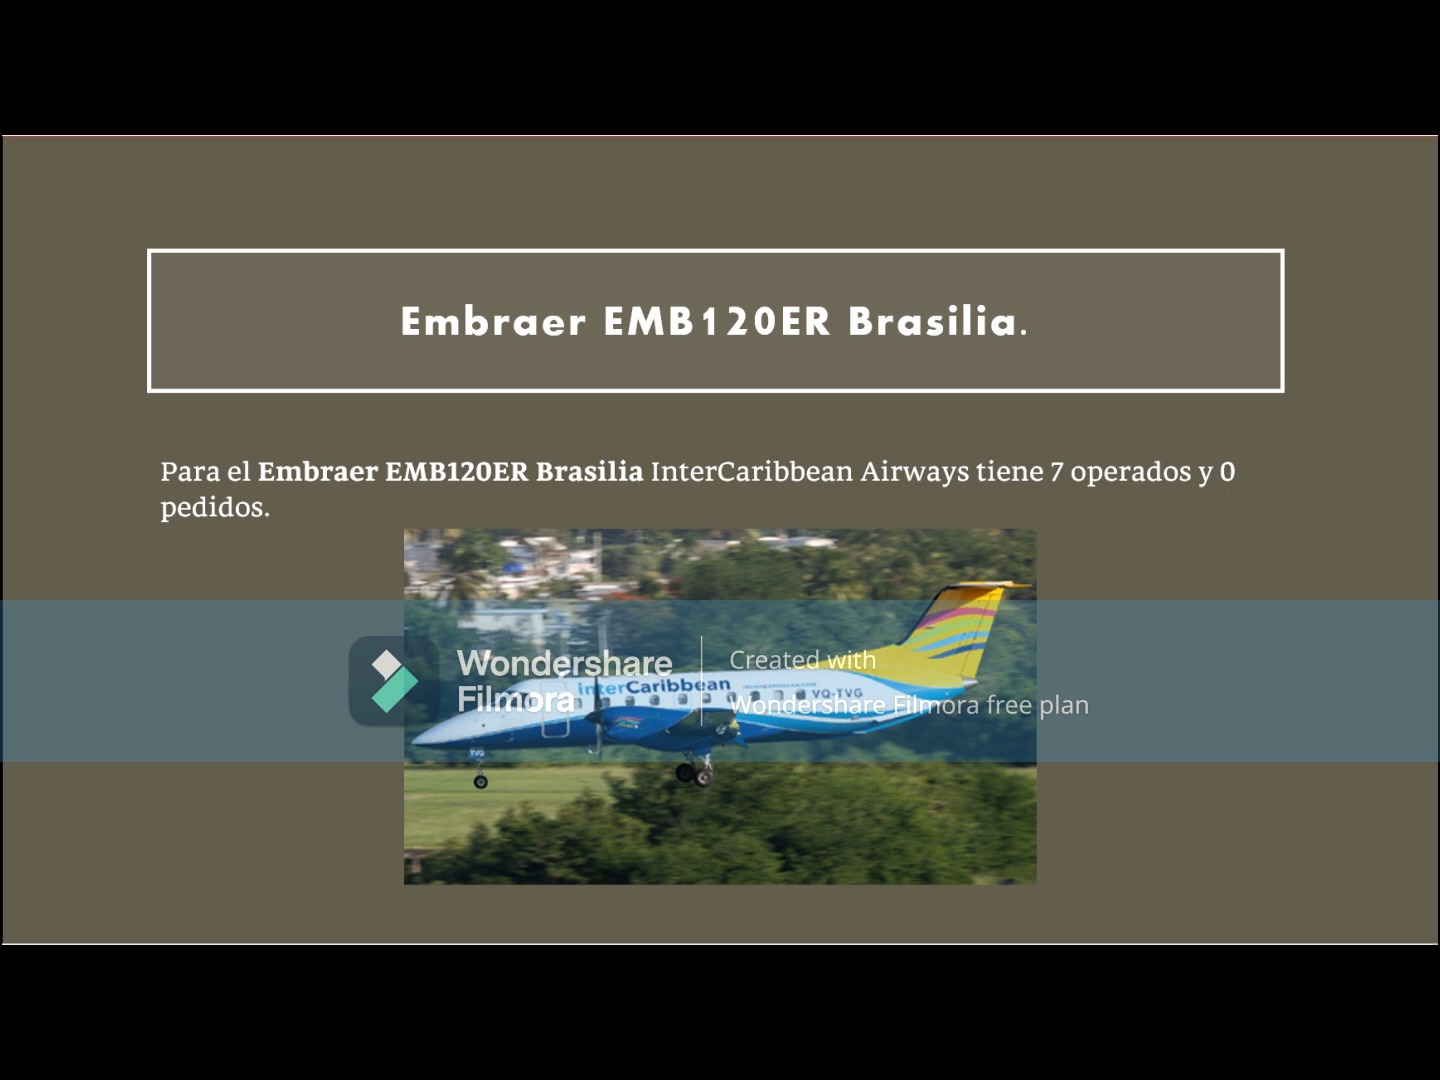 Embraer EMB120ER Brasilia.
Para el Embraer EMB120ER Brasilia InterCaribbean Airways tiene 7 operados y 0
pedidos.
Wondershare
Filmora
Created with
Wondershare Filmora free plan
interCaribbean
VQ-TVG
TVG